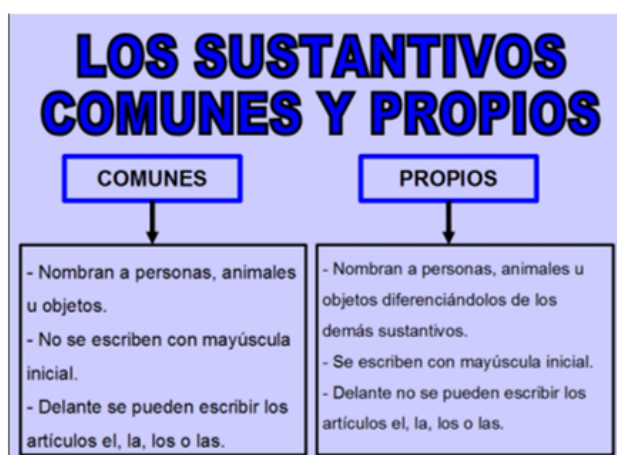 LOS SUSTANTIVOS
COMUNES Y PROPIOS
COMUNES
- Nombran a personas, animales
u objetos.
- No se escriben con mayúscula
inicial.
- Delante se pueden escribir los
artículos el, la, los o las.
PROPIOS
- Nombran a personas, animales u
objetos diferenciándolos de los
demás sustantivos.
- Se escriben con mayúscula inicial.
- Delante no se pueden escribir los
artículos el, la, los o las.